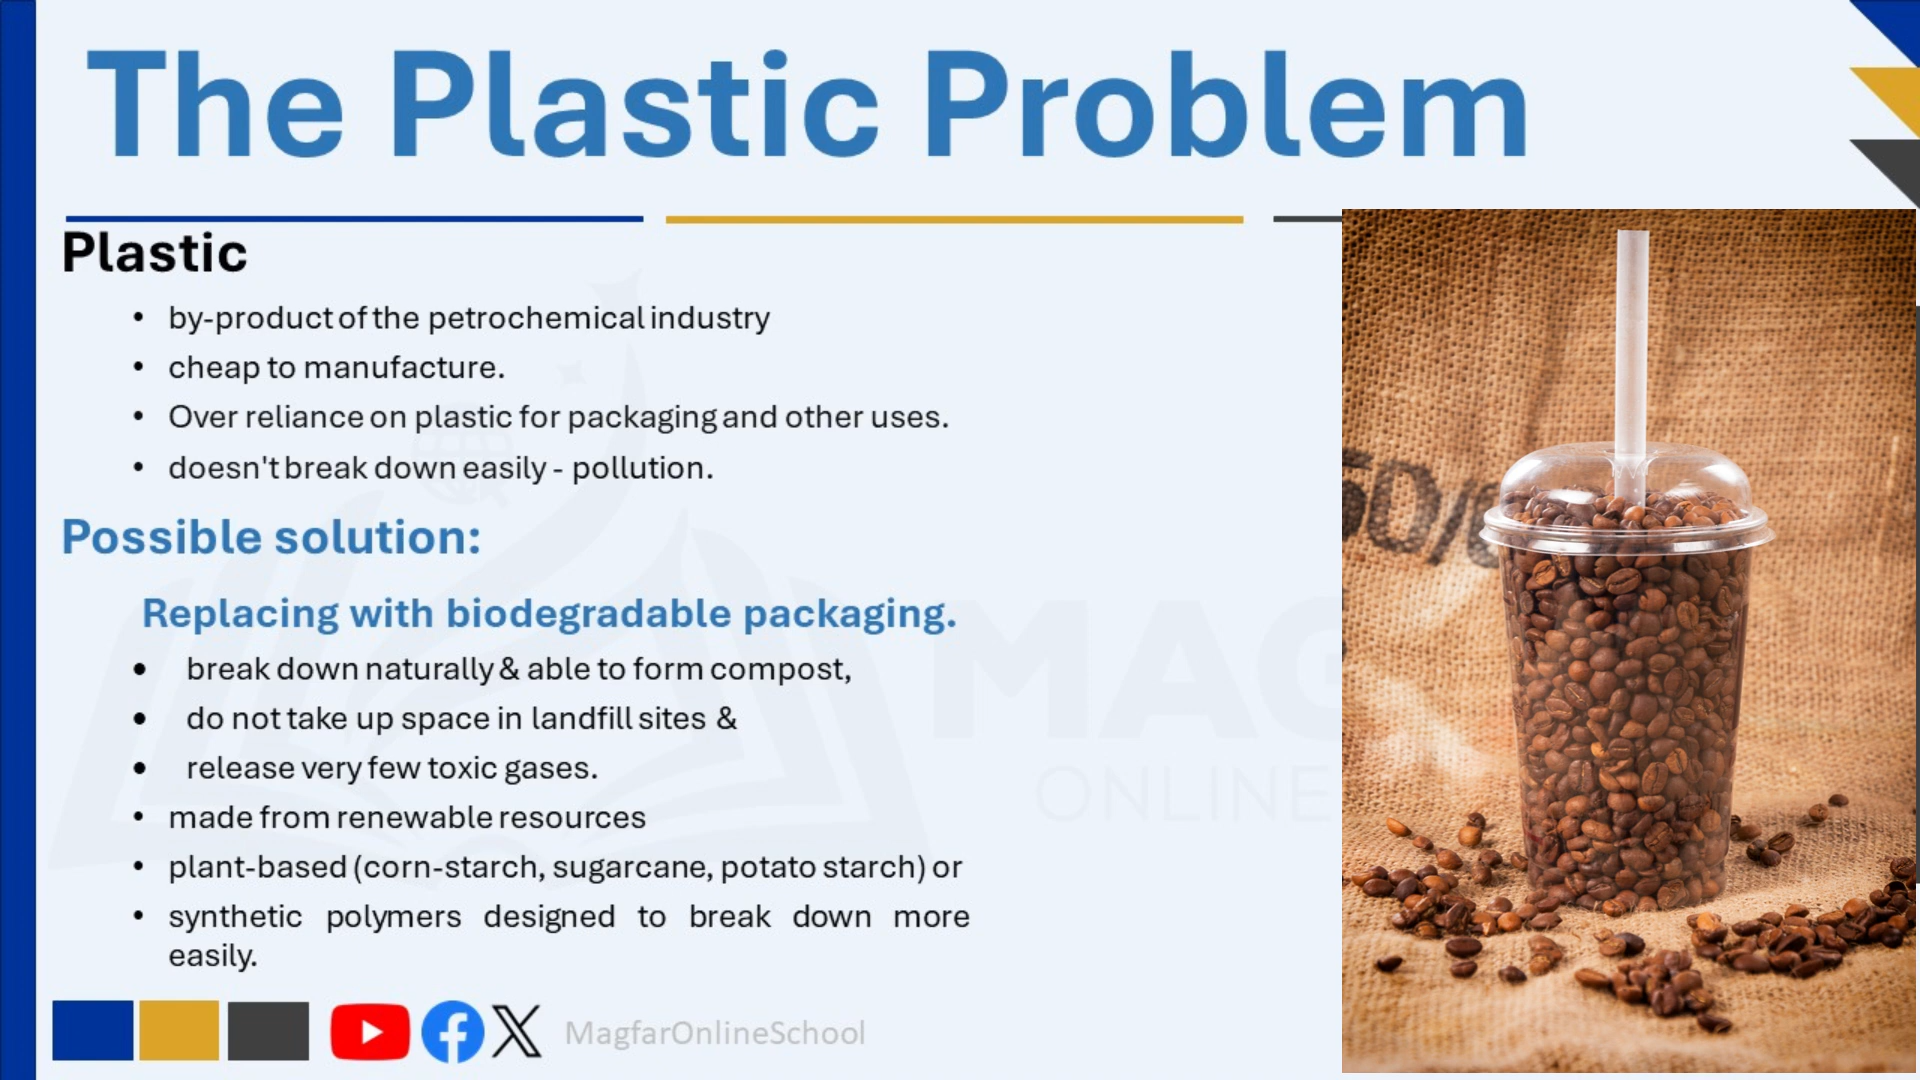 The Plastic Problem
Plastic
• by-product of the petrochemical industry
• cheap to manufacture.
• Over reliance on plastic for packaging and other uses.
• doesn't break down easily - pollution.
Possible solution:
Replacing with biodegradable packaging.
• break down naturally & able to form compost,
• do not take up space in landfill sites &
• release very few toxic gases.
• made from renewable resources
• plant-based (corn-starch, sugarcane, potato starch) or
• synthetic polymers designed to break down more
easily.
MAG
ONLINE
MagfarOnlineSchool